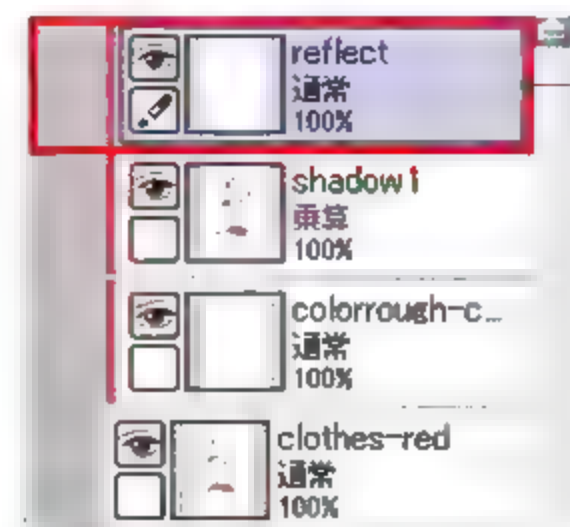 reflect
通常
100%
shadow1
乗算
100%
colorrough-c...
通常
100%
clothes-red
通常
100%